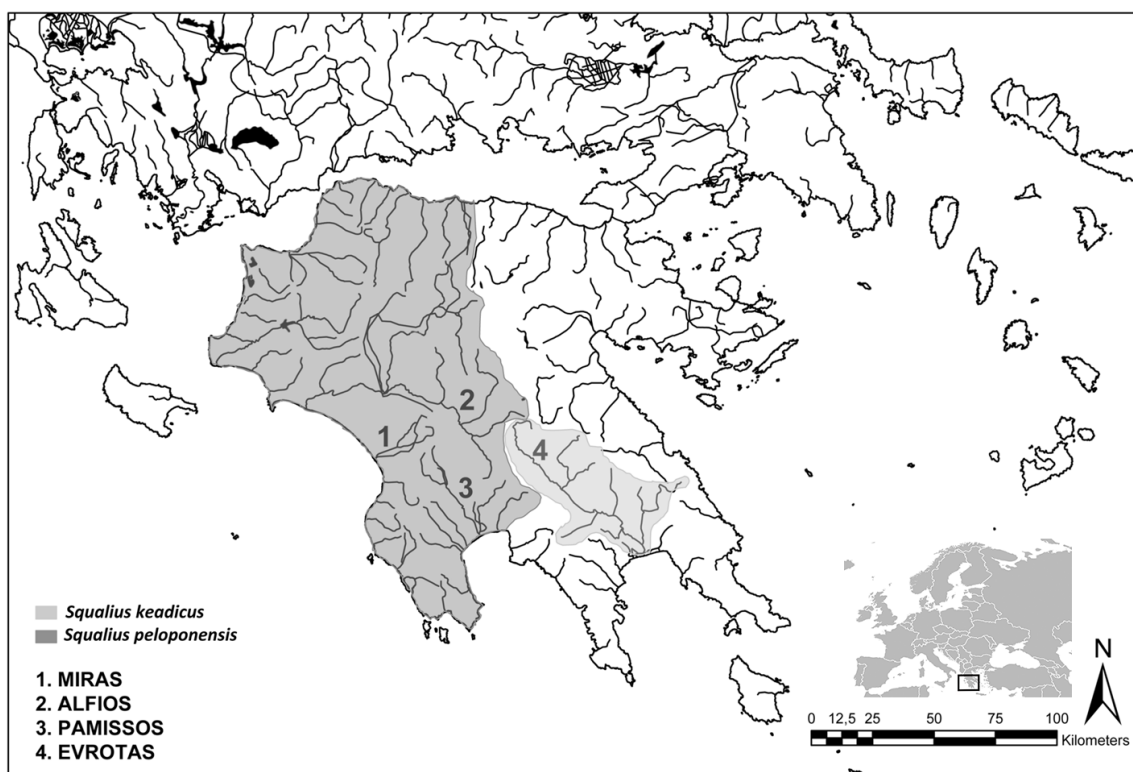 1
2
3
4
Squalius keadicus
Squalius peloponensis
1. MIRAS
2. ALFIOS
3. PAMISSOS
4. EVROTAS
N
0 12,5 25 50 75 100
Kilometers